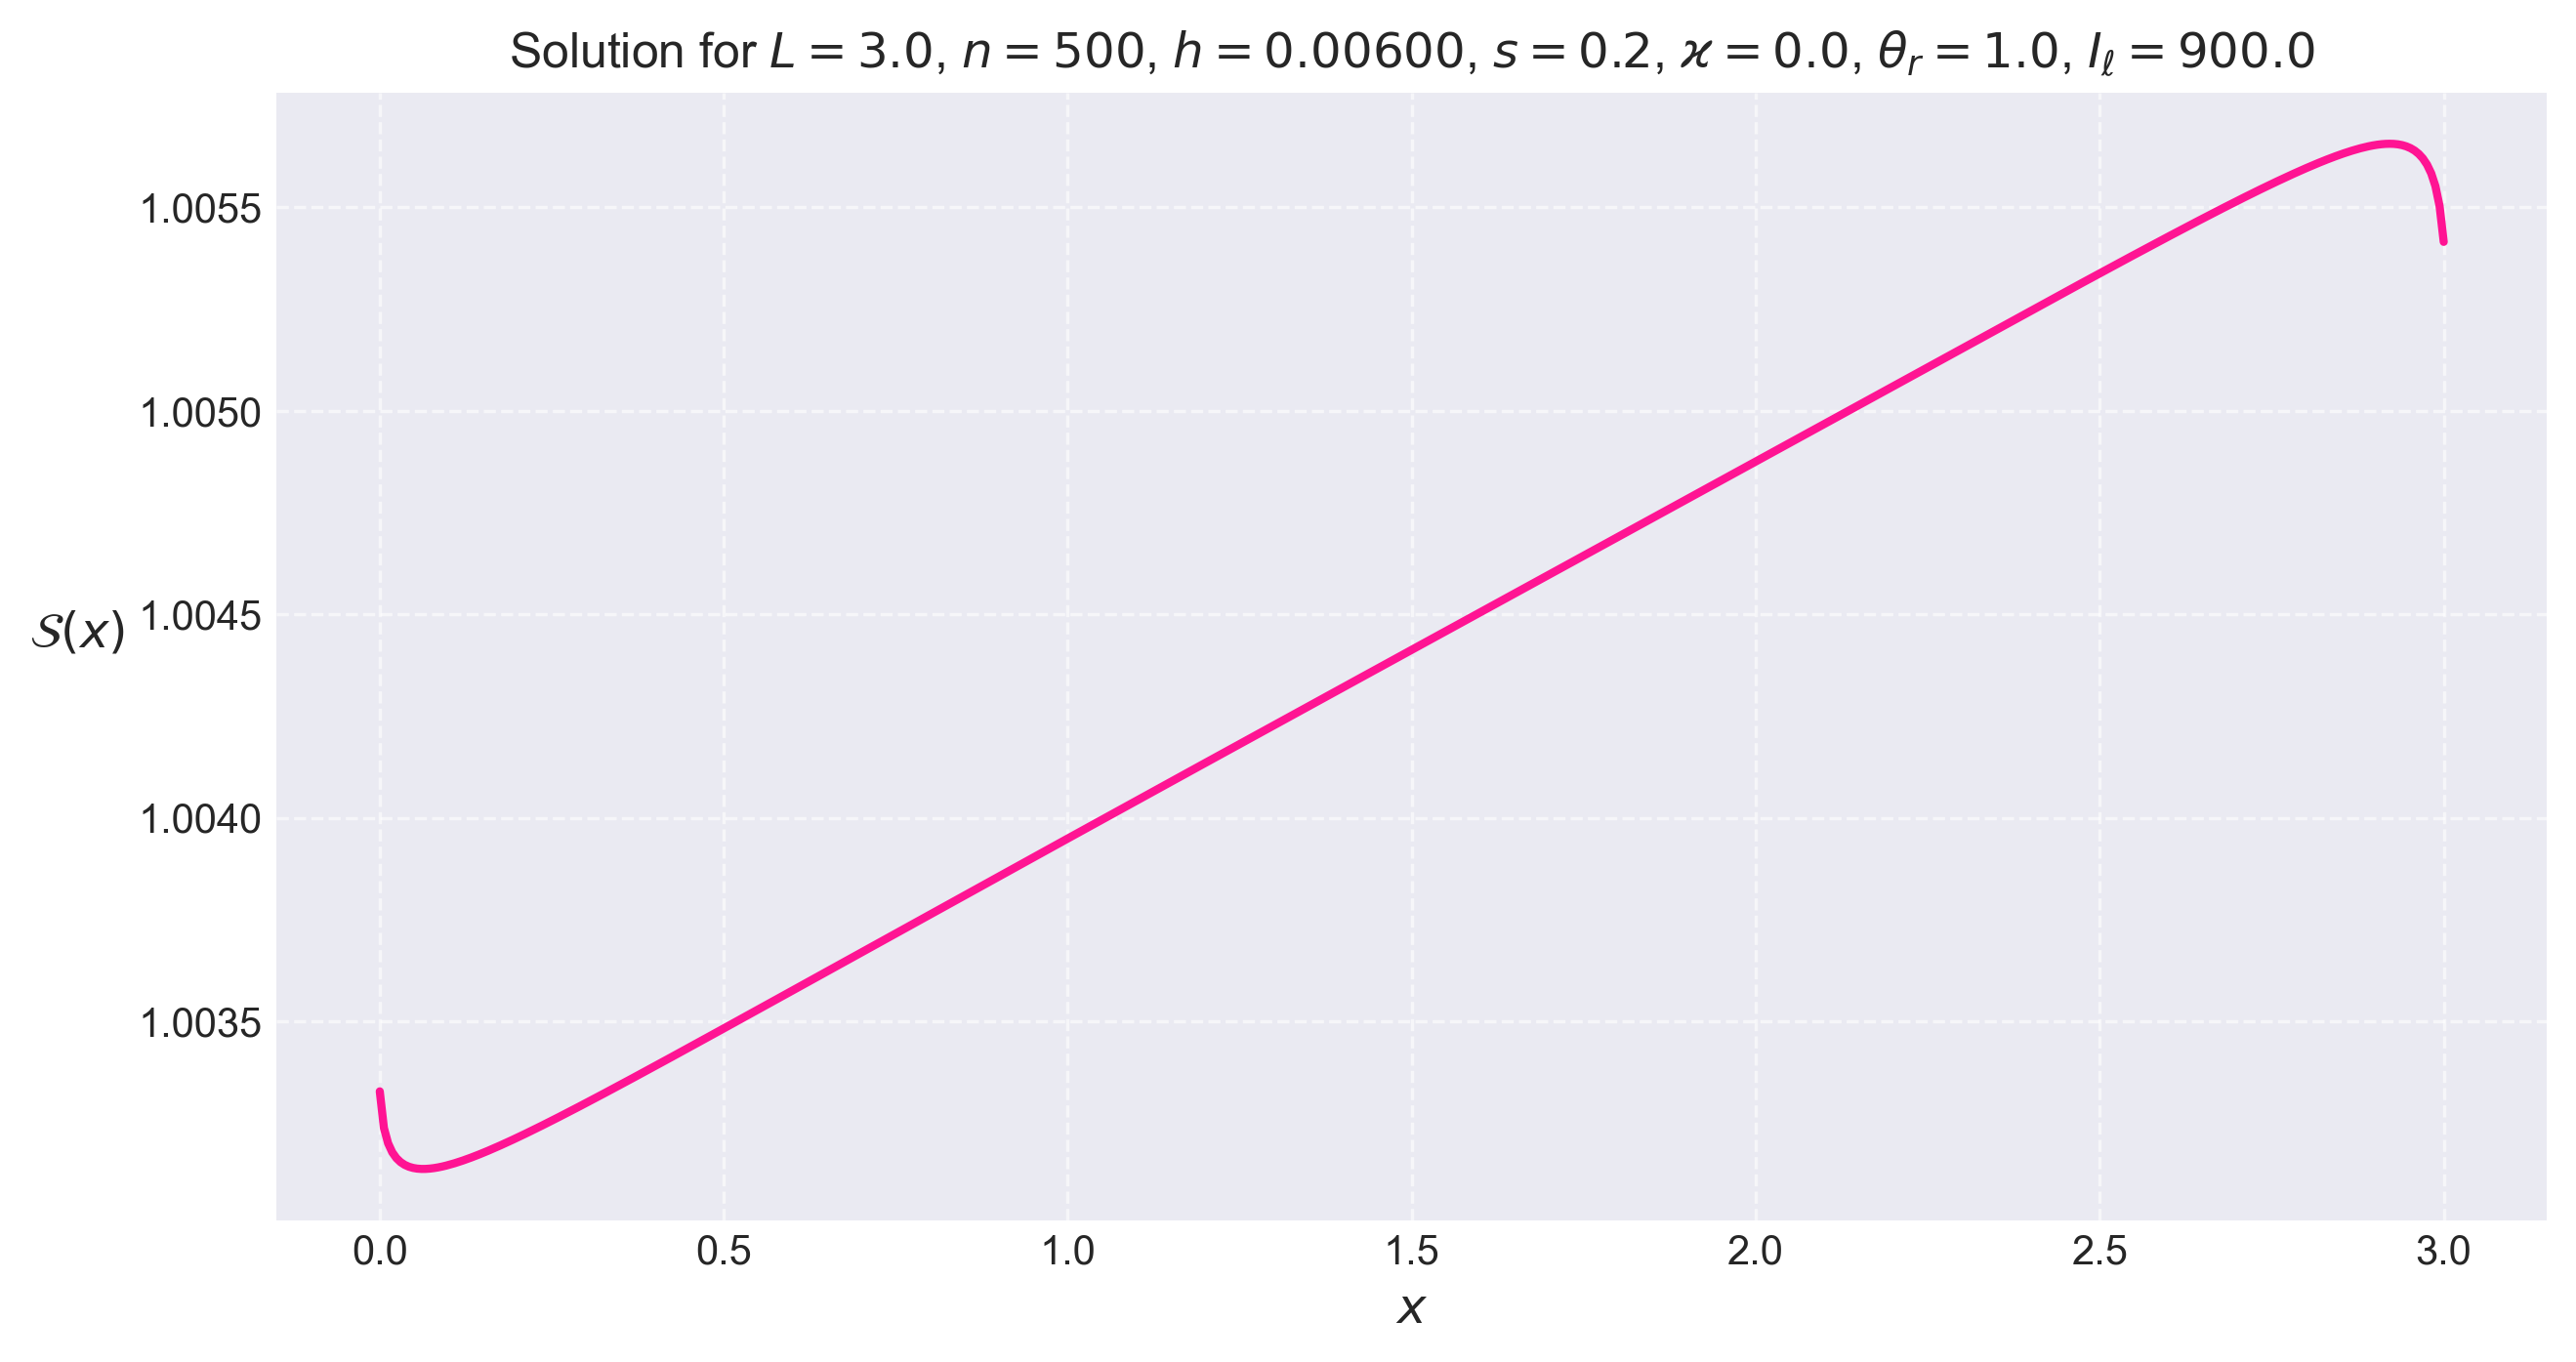 Solution for L = 3.0, n = 500, h = 0.00600, s = 0.2, ϰ = 0.0, θ_r = 1.0, I_ℓ = 900.0
1.0055
1.0050
1.0045
𝒮(x)
1.0040
1.0035
0.0 0.5 1.0 1.5 2.0 2.5 3.0
x